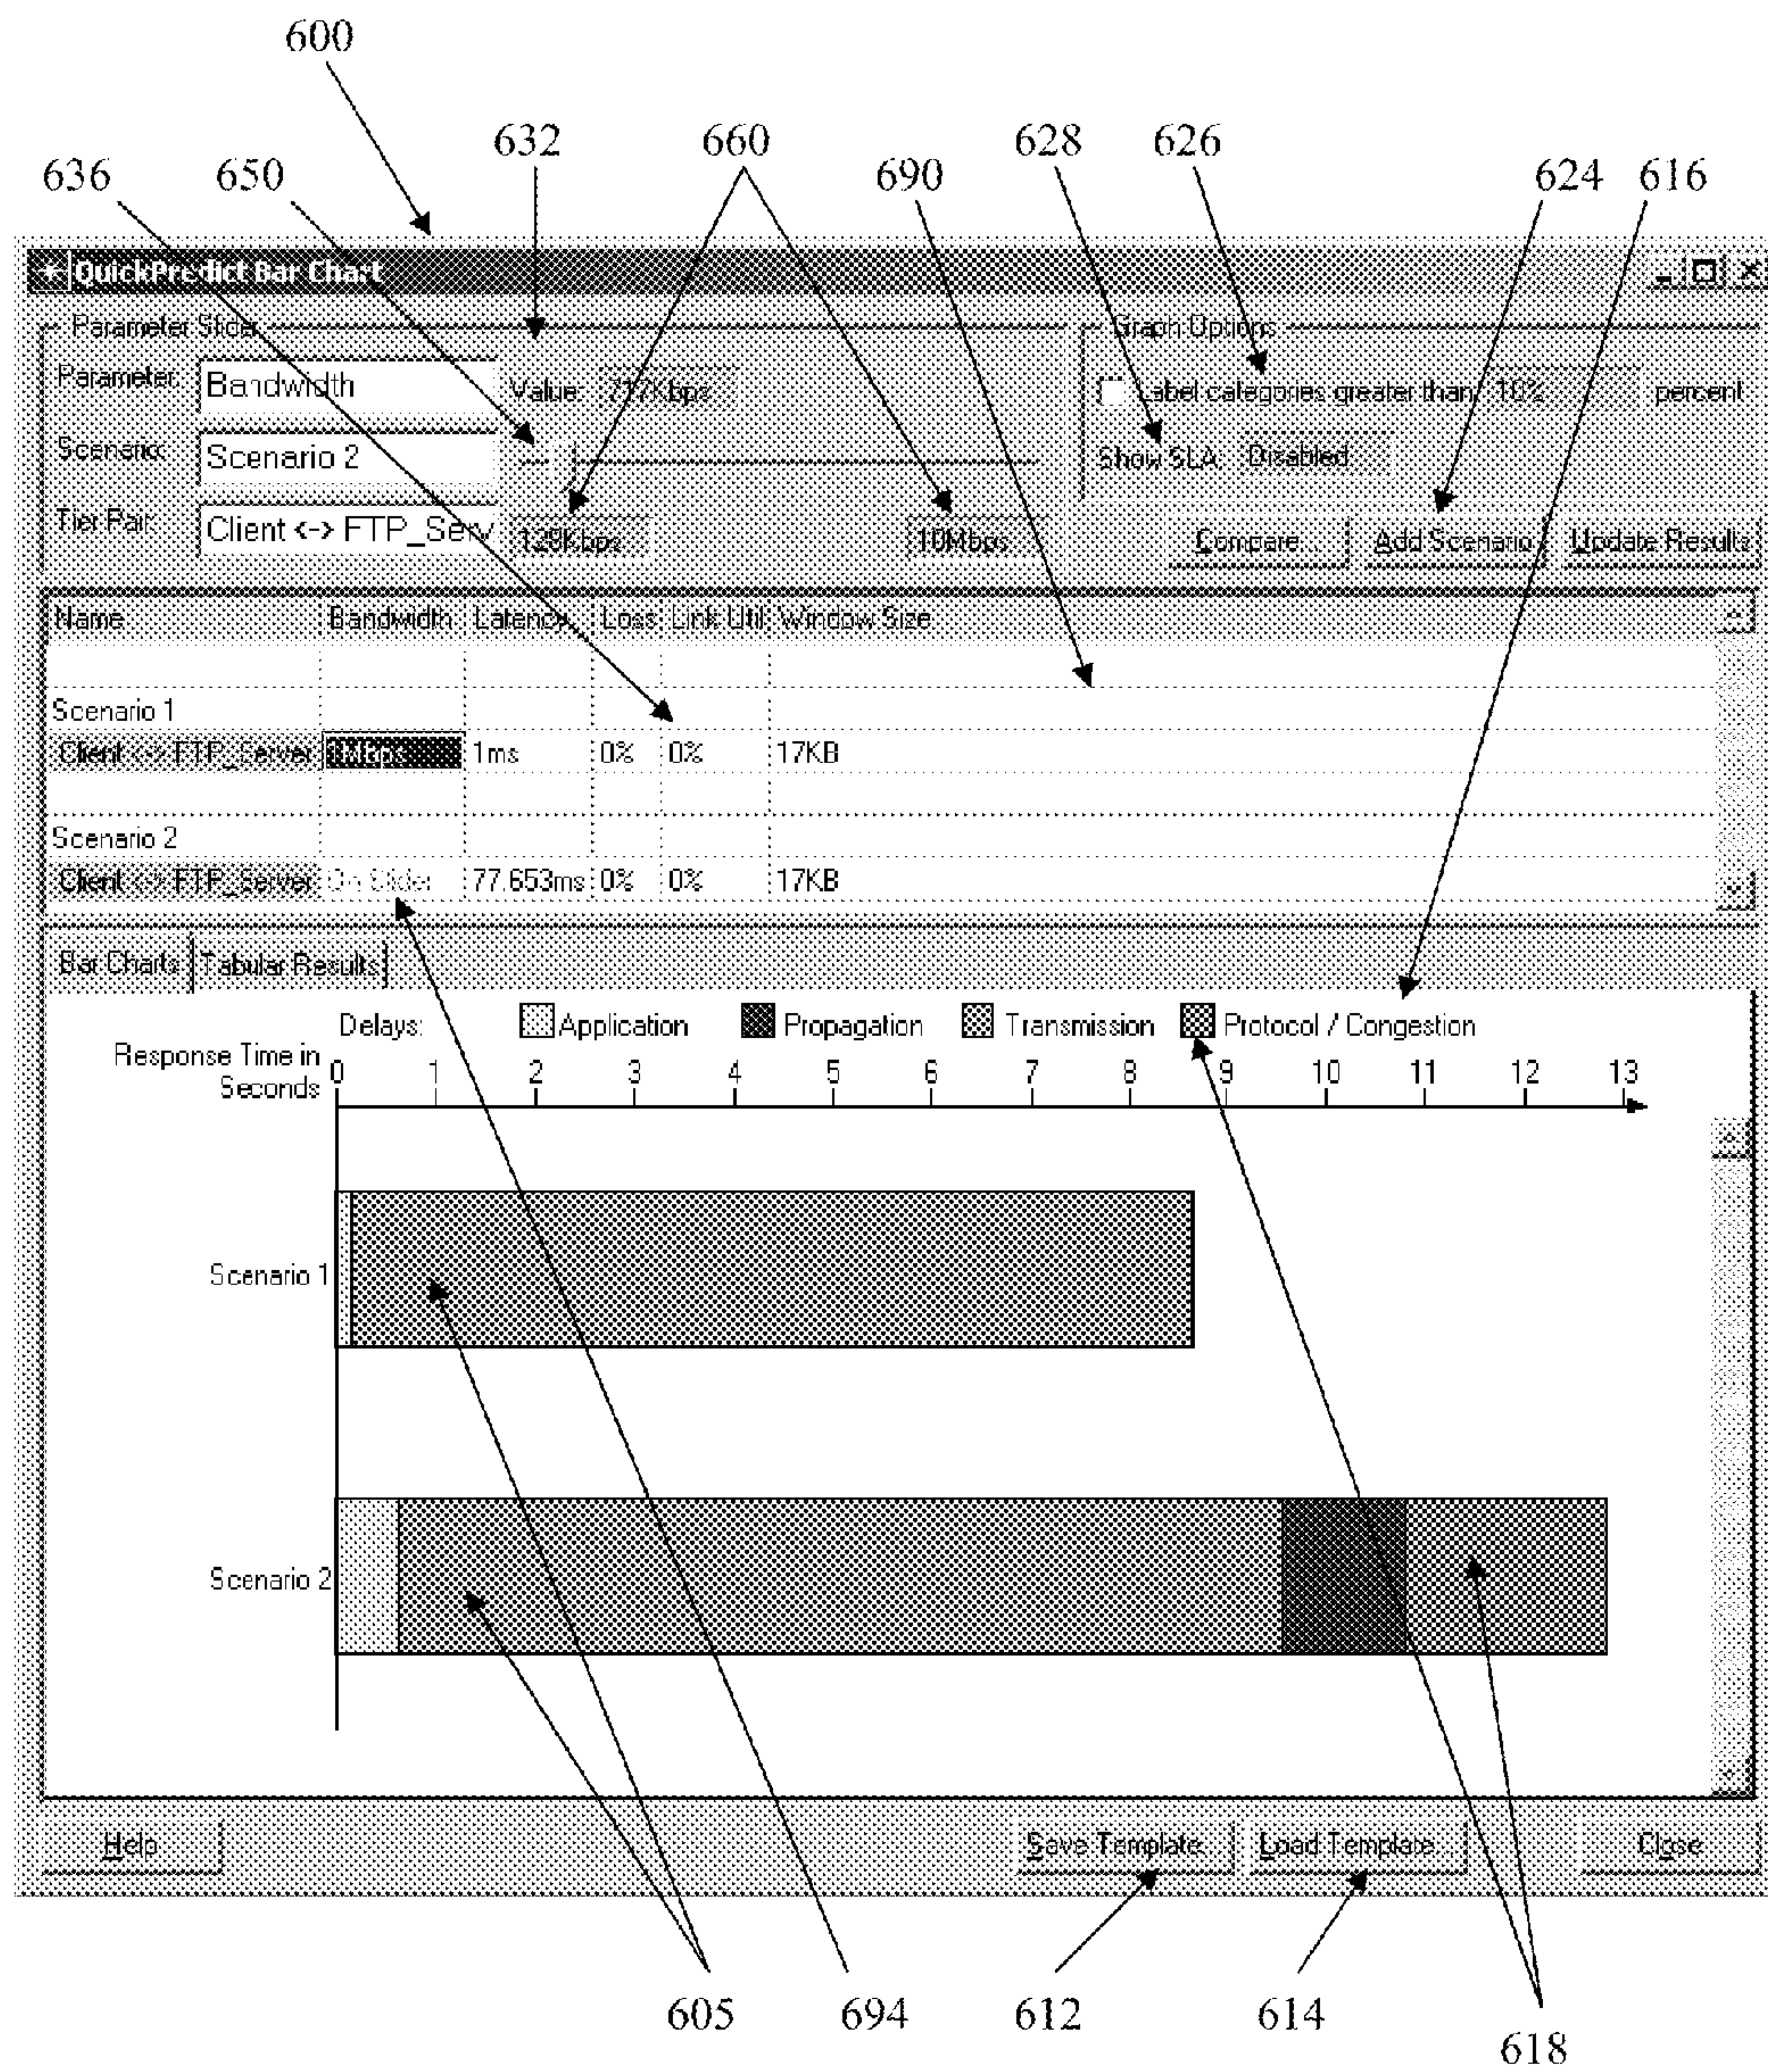 600
632 660 628 626
636 650 690 624 616
QuickPredict Bar Chart
Parameter Slider
Graph Options
Parameter: Bandwidth Value: 717Kbps
Label categories greater than 10% percent
Scenario: Scenario 2
Show SLA: Disabled
Tier Pair: Client <-> FTP_Serv 128Kbps 10Mbps Compare... Add Scenario Update Results
Name Bandwidth Latency Loss Link Util Window Size
Scenario 1
Client <-> FTP_Server 1Mbps 1ms 0% 0% 17KB
Scenario 2
Client <-> FTP_Server On Slider 77.653ms 0% 0% 17KB
Bar Charts Tabular Results
Delays: Application Propagation Transmission Protocol / Congestion
Response Time in
Seconds
0 1 2 3 4 5 6 7 8 9 10 11 12 13
Scenario 1
Scenario 2
Help Save Template... Load Template... Close
605 694 612 614
618